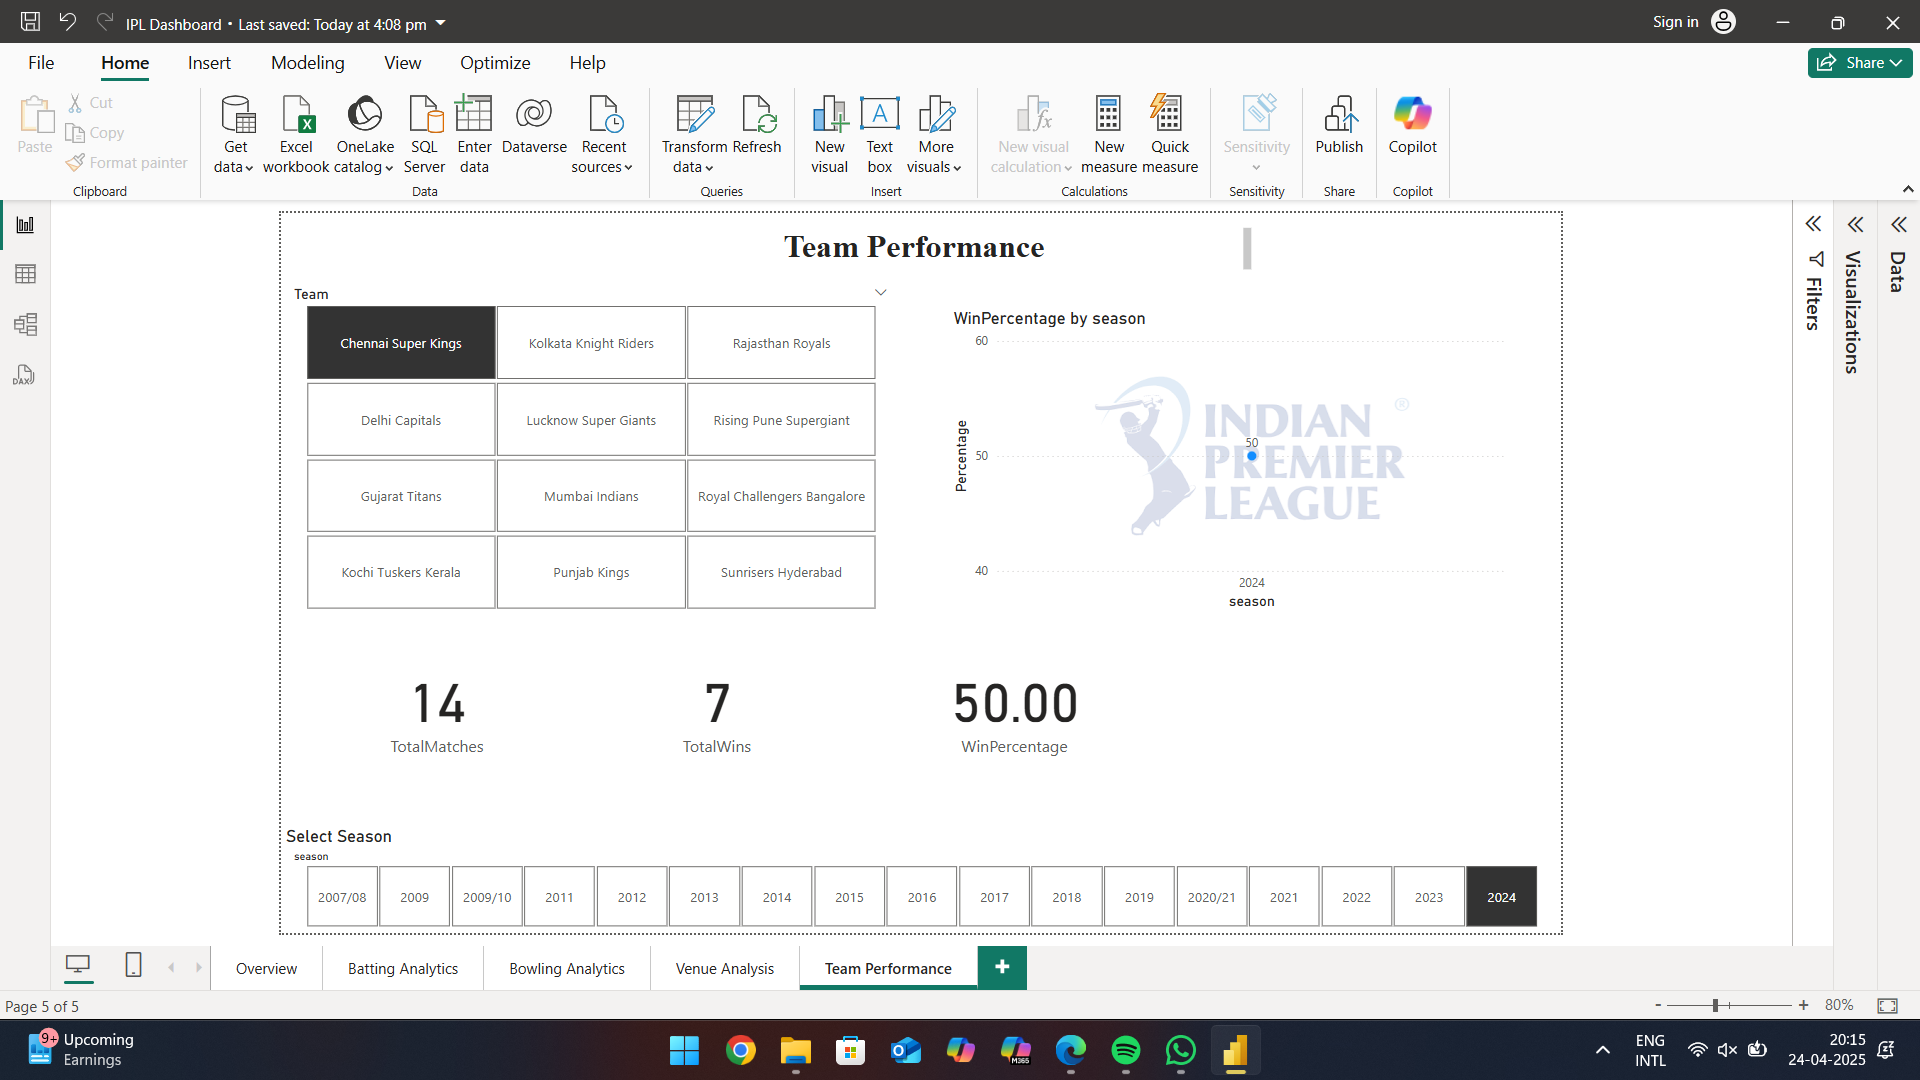 IPL Dashboard • Last saved: Today at 4:08 pm
Sign in
File Home Insert Modeling View Optimize Help
Share
Paste
Cut
Copy
Format painter
Clipboard
Get data
Excel workbook
OneLake catalog
SQL Server
Enter data
Dataverse
Recent sources
Data
Transform data
Refresh
Queries
New visual
Text box
More visuals
Insert
New visual calculation
New measure
Quick measure
Calculations
Sensitivity
Sensitivity
Publish
Share
Copilot
Copilot
DAX
Team Performance
Team
Chennai Super Kings
Kolkata Knight Riders
Rajasthan Royals
Delhi Capitals
Lucknow Super Giants
Rising Pune Supergiant
Gujarat Titans
Mumbai Indians
Royal Challengers Bangalore
Kochi Tuskers Kerala
Punjab Kings
Sunrisers Hyderabad
WinPercentage by season
60
50
40
Percentage
INDIAN
PREMIER
LEAGUE
®
50
2024
season
14
TotalMatches
7
TotalWins
50.00
WinPercentage
Select Season
season
2007/08 2009 2009/10 2011 2012 2013 2014 2015 2016 2017 2018 2019 2020/21 2021 2022 2023 2024
Filters
Visualizations
Data
Overview Batting Analytics Bowling Analytics Venue Analysis Team Performance
Page 5 of 5
- + 80%
9+
Upcoming
Earnings
M365
ENG
INTL
20:15
24-04-2025